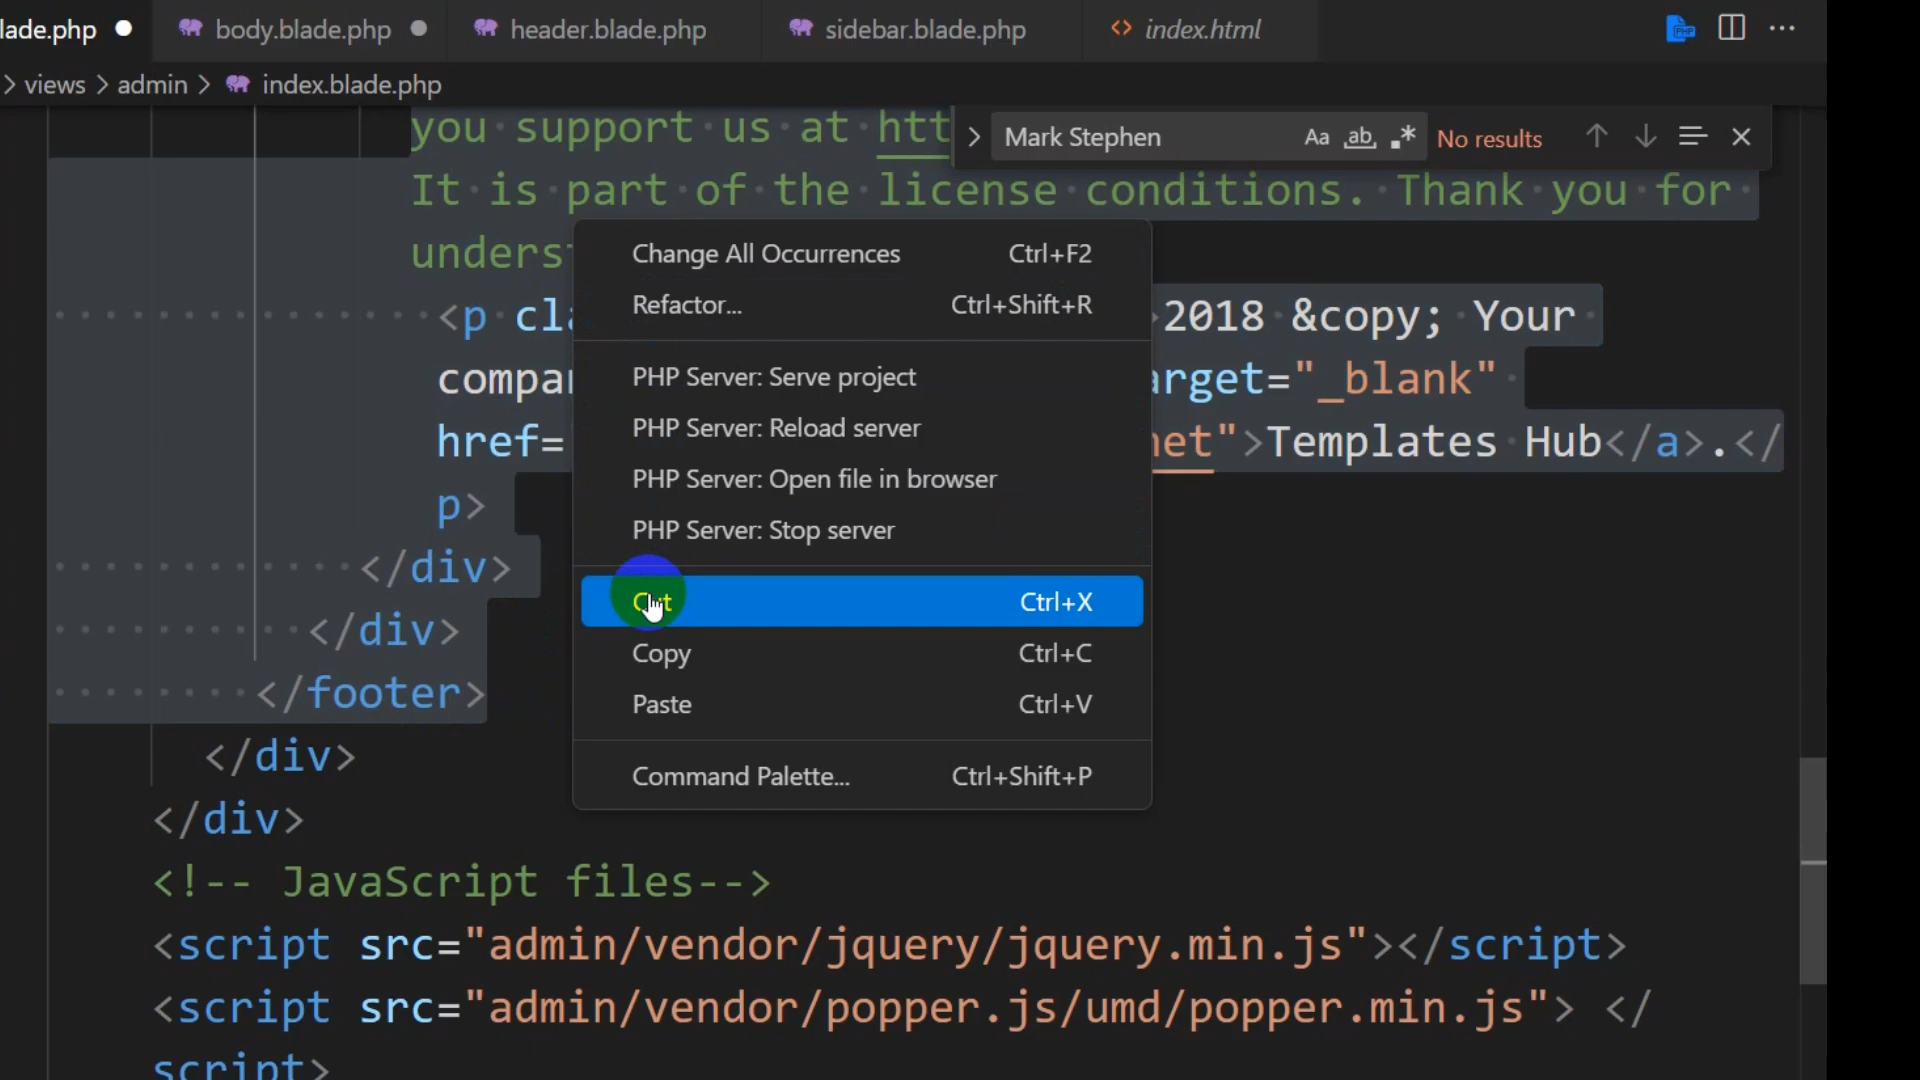 lade.php body.blade.php header.blade.php sidebar.blade.php index.html
> views > admin > index.blade.php
you support us at htt
Mark Stephen Aa ab .* No results
It is part of the license conditions. Thank you for
unders
<p cl 2018 &copy; Your
compa rget="_blank"
href= net">Templates Hub</a>.</
p>
</div>
</div>
</footer>
</div>
</div>
<!-- JavaScript files-->
<script src="admin/vendor/jquery/jquery.min.js"></script>
<script src="admin/vendor/popper.js/umd/popper.min.js"> </
script>
Change All Occurrences Ctrl+F2
Refactor... Ctrl+Shift+R
PHP Server: Serve project
PHP Server: Reload server
PHP Server: Open file in browser
PHP Server: Stop server
Cut Ctrl+X
Copy Ctrl+C
Paste Ctrl+V
Command Palette... Ctrl+Shift+P